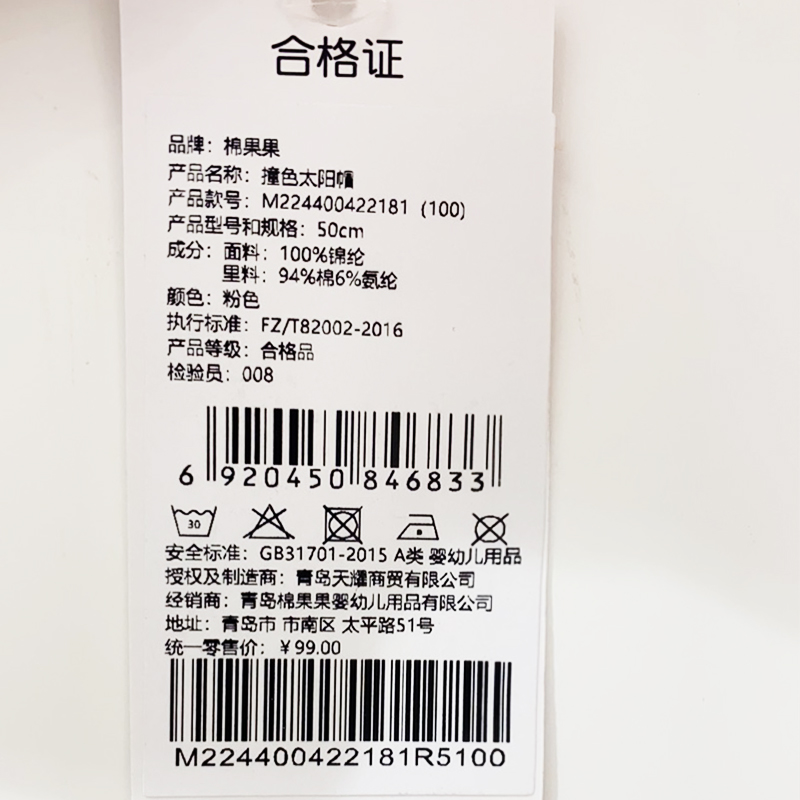 合格证
品牌：棉果果
产品名称：撞色太阳帽
产品款号：M224400422181 (100)
产品型号和规格：50cm
成分：面料：100%锦纶
里料：94%棉6%氨纶
颜色：粉色
执行标准：FZ/T82002-2016
产品等级：合格品
检验员：008
6 920450 846833
30
安全标准：GB31701-2015 A类 婴幼儿用品
授权及制造商：青岛天耀商贸有限公司
经销商：青岛棉果果婴幼儿用品有限公司
地址：青岛市 市南区 太平路51号
统一零售价：￥99.00
M224400422181R5100